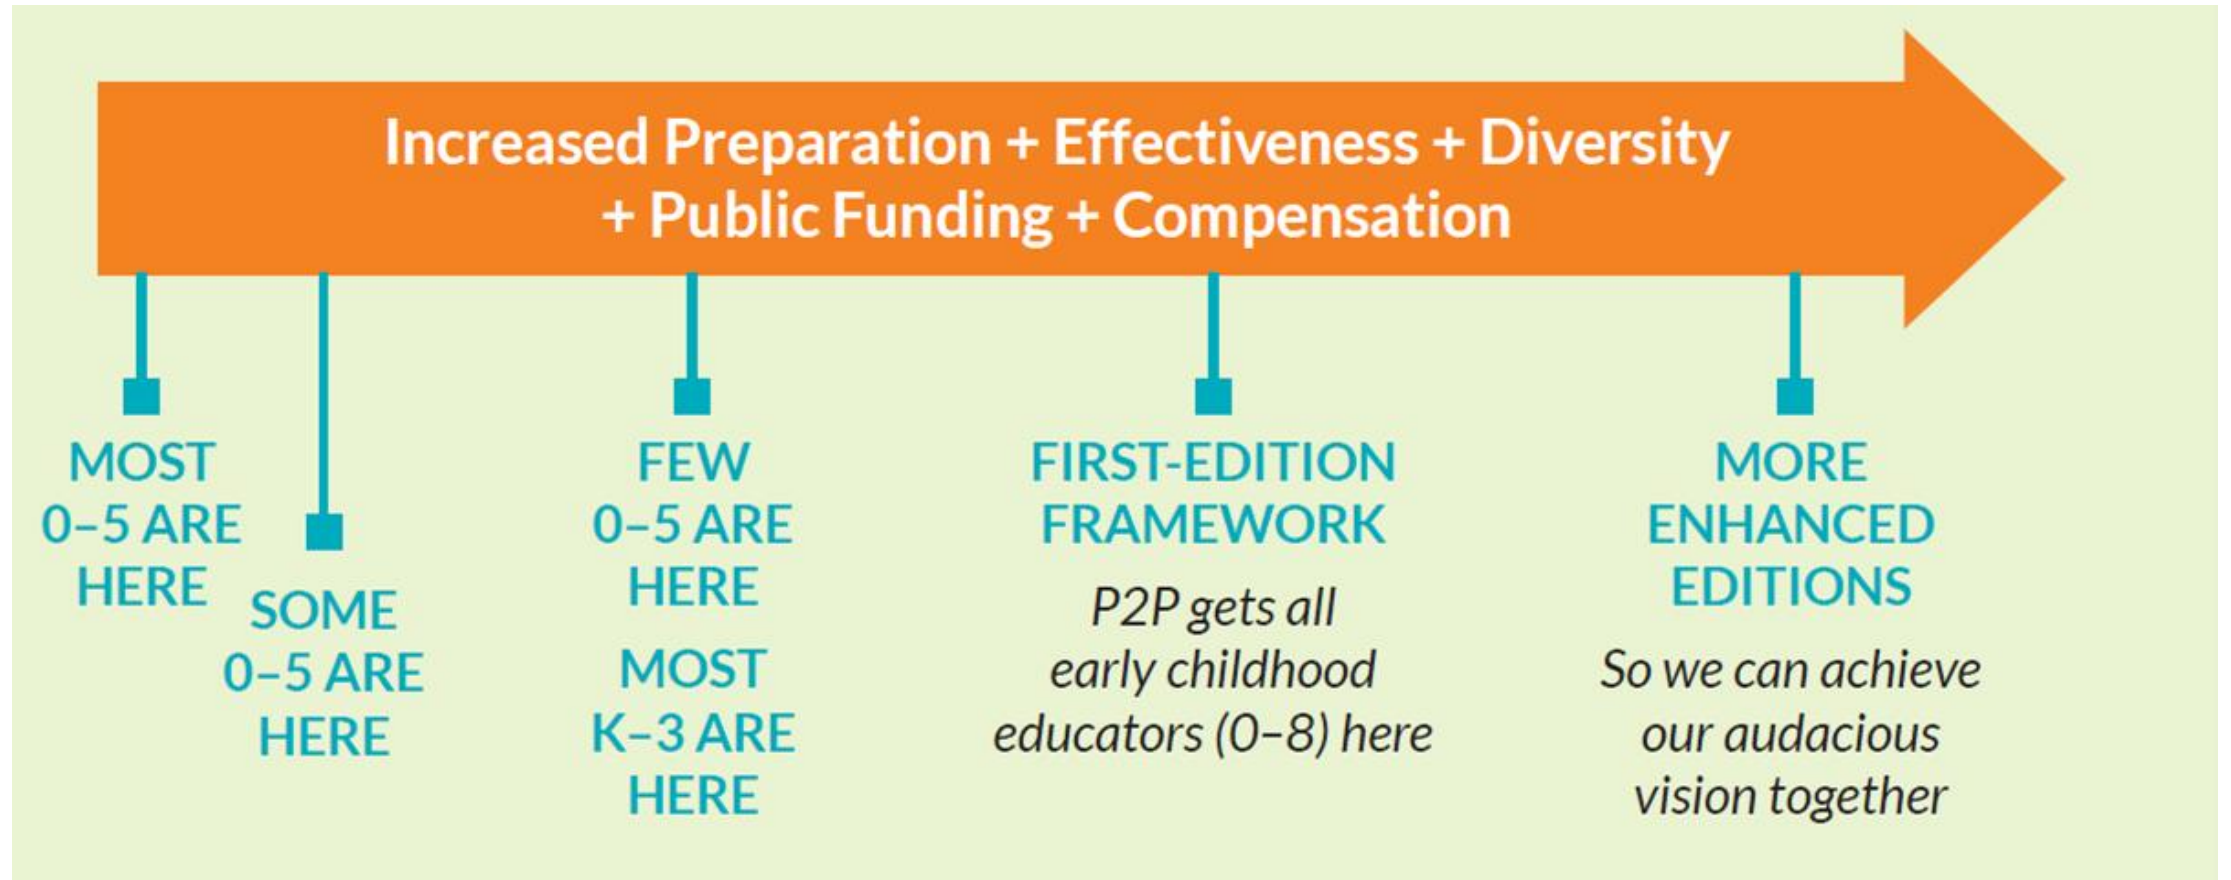 Increased Preparation + Effectiveness + Diversity
+ Public Funding + Compensation
MOST
0–5 ARE
HERE
SOME
0–5 ARE
HERE
FEW
0–5 ARE
HERE
MOST
K–3 ARE
HERE
FIRST-EDITION
FRAMEWORK
P2P gets all
early childhood
educators (0–8) here
MORE
ENHANCED
EDITIONS
So we can achieve
our audacious
vision together